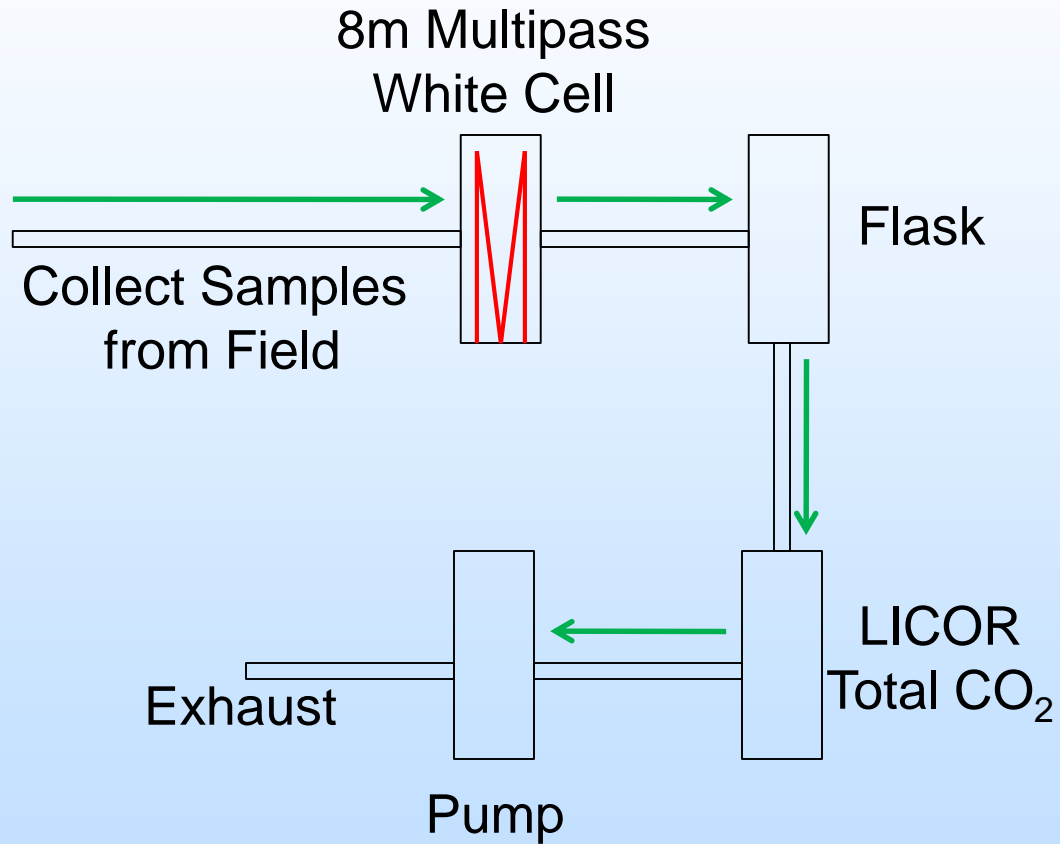 8m Multipass
White Cell
Flask
Collect Samples
from Field
LICOR
Total CO₂
Exhaust
Pump